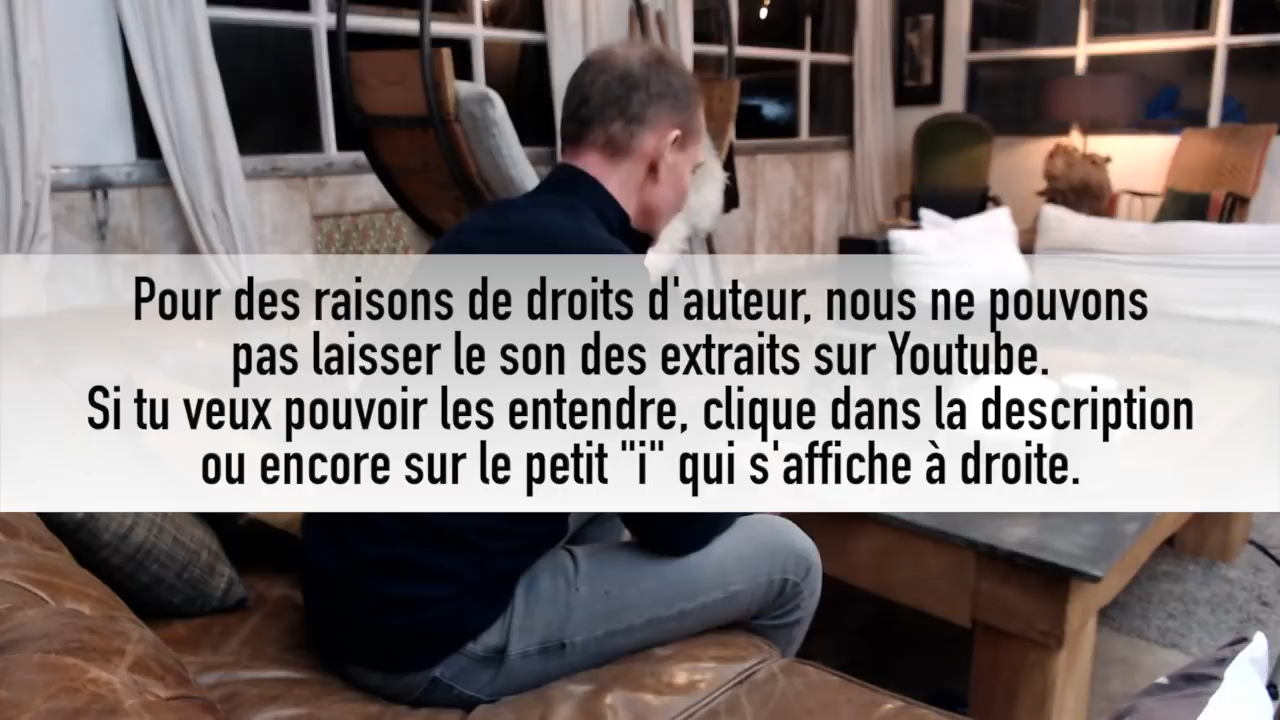 Pour des raisons de droits d'auteur, nous ne pouvons
pas laisser le son des extraits sur Youtube.
Si tu veux pouvoir les entendre, clique dans la description
ou encore sur le petit "i" qui s'affiche à droite.